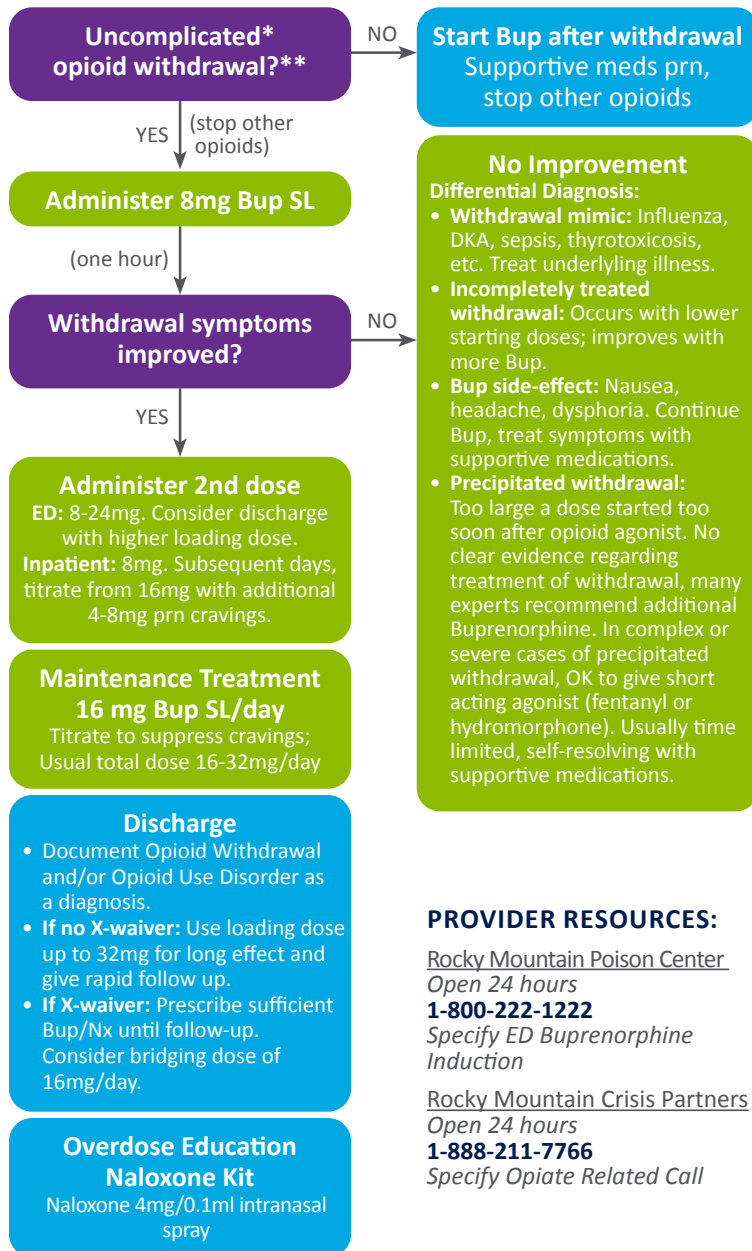 Uncomplicated*
opioid withdrawal?**
NO
Start Bup after withdrawal
Supportive meds prn,
stop other opioids
YES
(stop other
opioids)
Administer 8mg Bup SL
(one hour)
Withdrawal symptoms
improved?
NO
No Improvement
Differential Diagnosis:
• Withdrawal mimic: Influenza,
DKA, sepsis, thyrotoxicosis,
etc. Treat underlyling illness.
• Incompletely treated
withdrawal: Occurs with lower
starting doses; improves with
more Bup.
• Bup side-effect: Nausea,
headache, dysphoria. Continue
Bup, treat symptoms with
supportive medications.
• Precipitated withdrawal:
Too large a dose started too
soon after opioid agonist. No
clear evidence regarding
treatment of withdrawal, many
experts recommend additional
Buprenorphine. In complex or
severe cases of precipitated
withdrawal, OK to give short
acting agonist (fentanyl or
hydromorphone). Usually time
limited, self-resolving with
supportive medications.
YES
Administer 2nd dose
ED: 8-24mg. Consider discharge
with higher loading dose.
Inpatient: 8mg. Subsequent days,
titrate from 16mg with additional
4-8mg prn cravings.
Maintenance Treatment
16 mg Bup SL/day
Titrate to suppress cravings;
Usual total dose 16-32mg/day
Discharge
• Document Opioid Withdrawal
and/or Opioid Use Disorder as
a diagnosis.
• If no X-waiver: Use loading dose
up to 32mg for long effect and
give rapid follow up.
• If X-waiver: Prescribe sufficient
Bup/Nx until follow-up.
Consider bridging dose of
16mg/day.
Overdose Education
Naloxone Kit
Naloxone 4mg/0.1ml intranasal
spray
PROVIDER RESOURCES:
Rocky Mountain Poison Center
Open 24 hours
1-800-222-1222
Specify ED Buprenorphine
Induction
Rocky Mountain Crisis Partners
Open 24 hours
1-888-211-7766
Specify Opiate Related Call